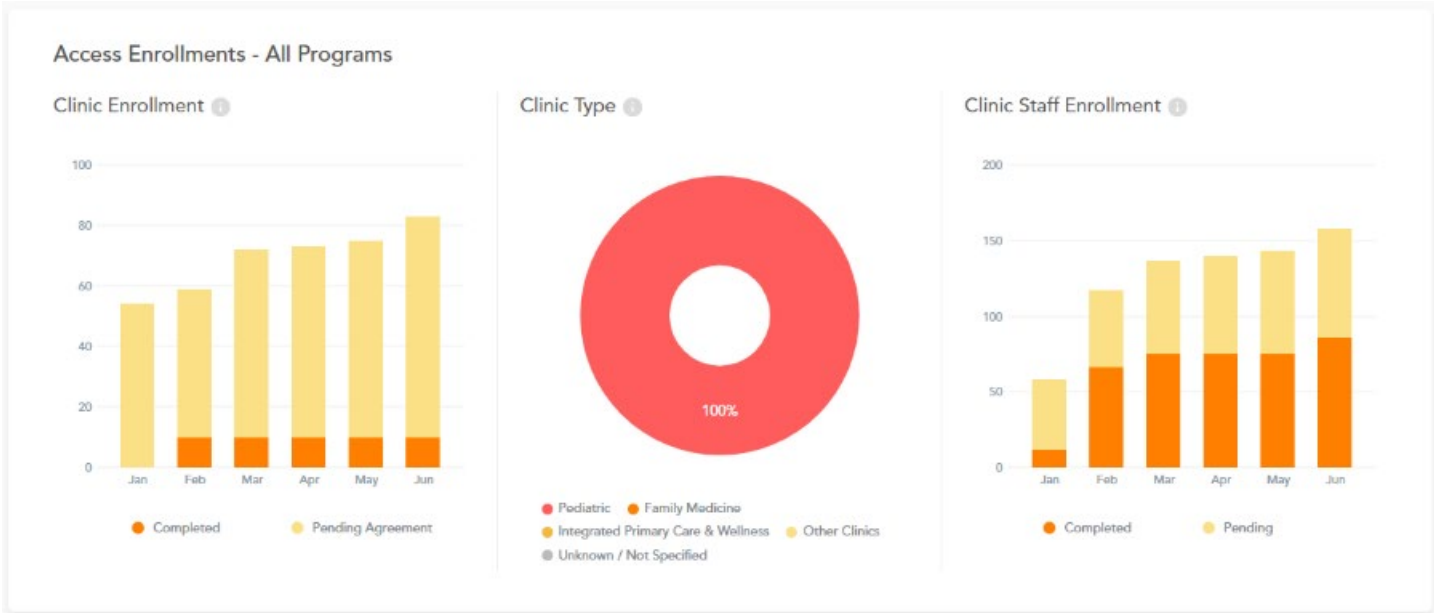 Access Enrollments - All Programs
Clinic Enrollment
100
80
60
40
20
0
Jan Feb Mar Apr May Jun
Completed Pending Agreement
Clinic Type
100%
Pediatric Family Medicine
Integrated Primary Care & Wellness Other Clinics
Unknown / Not Specified
Clinic Staff Enrollment
200
150
100
50
0
Jan Feb Mar Apr May Jun
Completed Pending